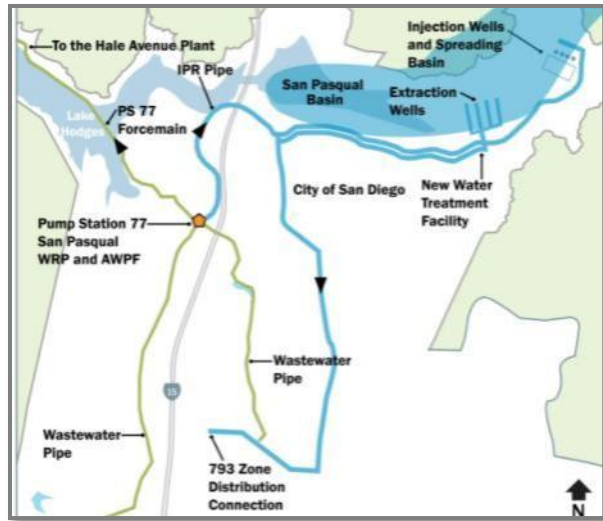 To the Hale Avenue Plant
IPR Pipe
Injection Wells
and Spreading
Basin
PS 77
Forcemain
Lake
Hodges
San Pasqual
Basin
Extraction
Wells
City of San Diego
New Water
Treatment
Facility
Pump Station 77
San Pasqual
WRP and AWPF
Wastewater
Pipe
15
Wastewater
Pipe
793 Zone
Distribution
Connection
N